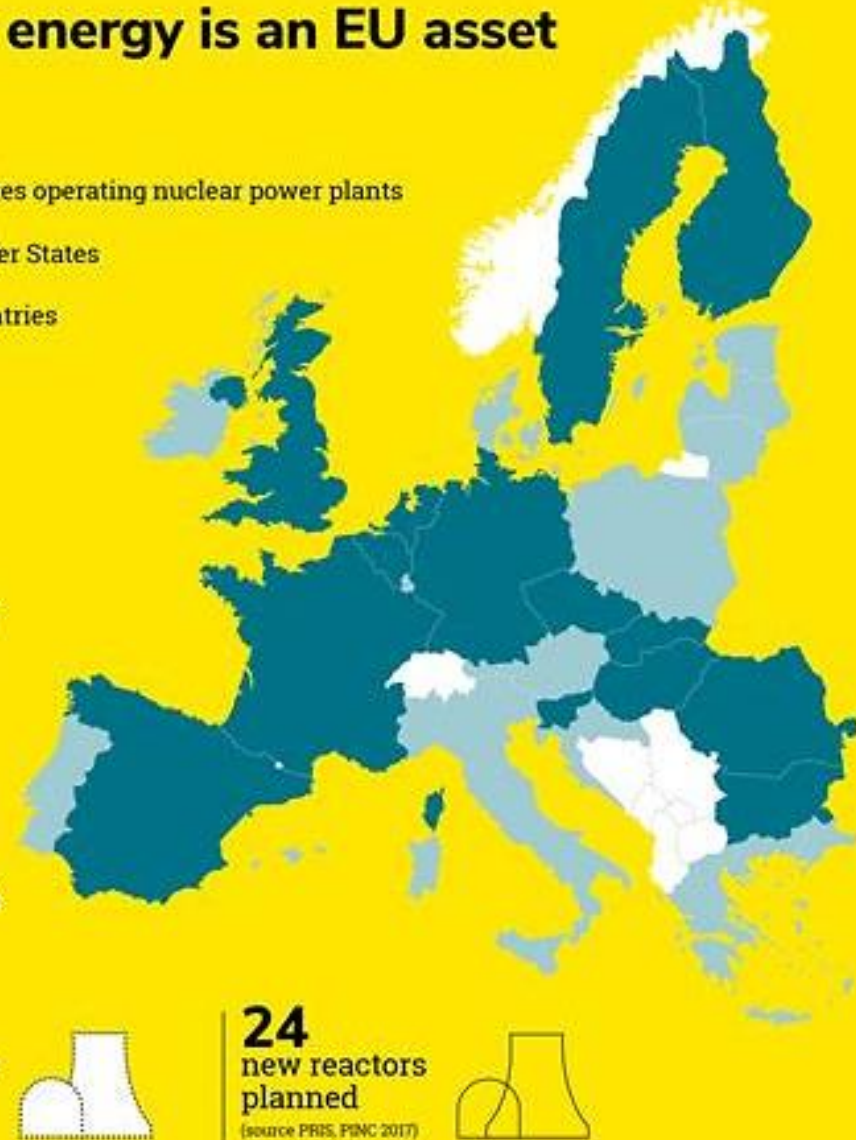 energy is an EU asset
es operating nuclear power plants
er States
tries
24
new reactors
planned
(source PRIS, PINC 2017)